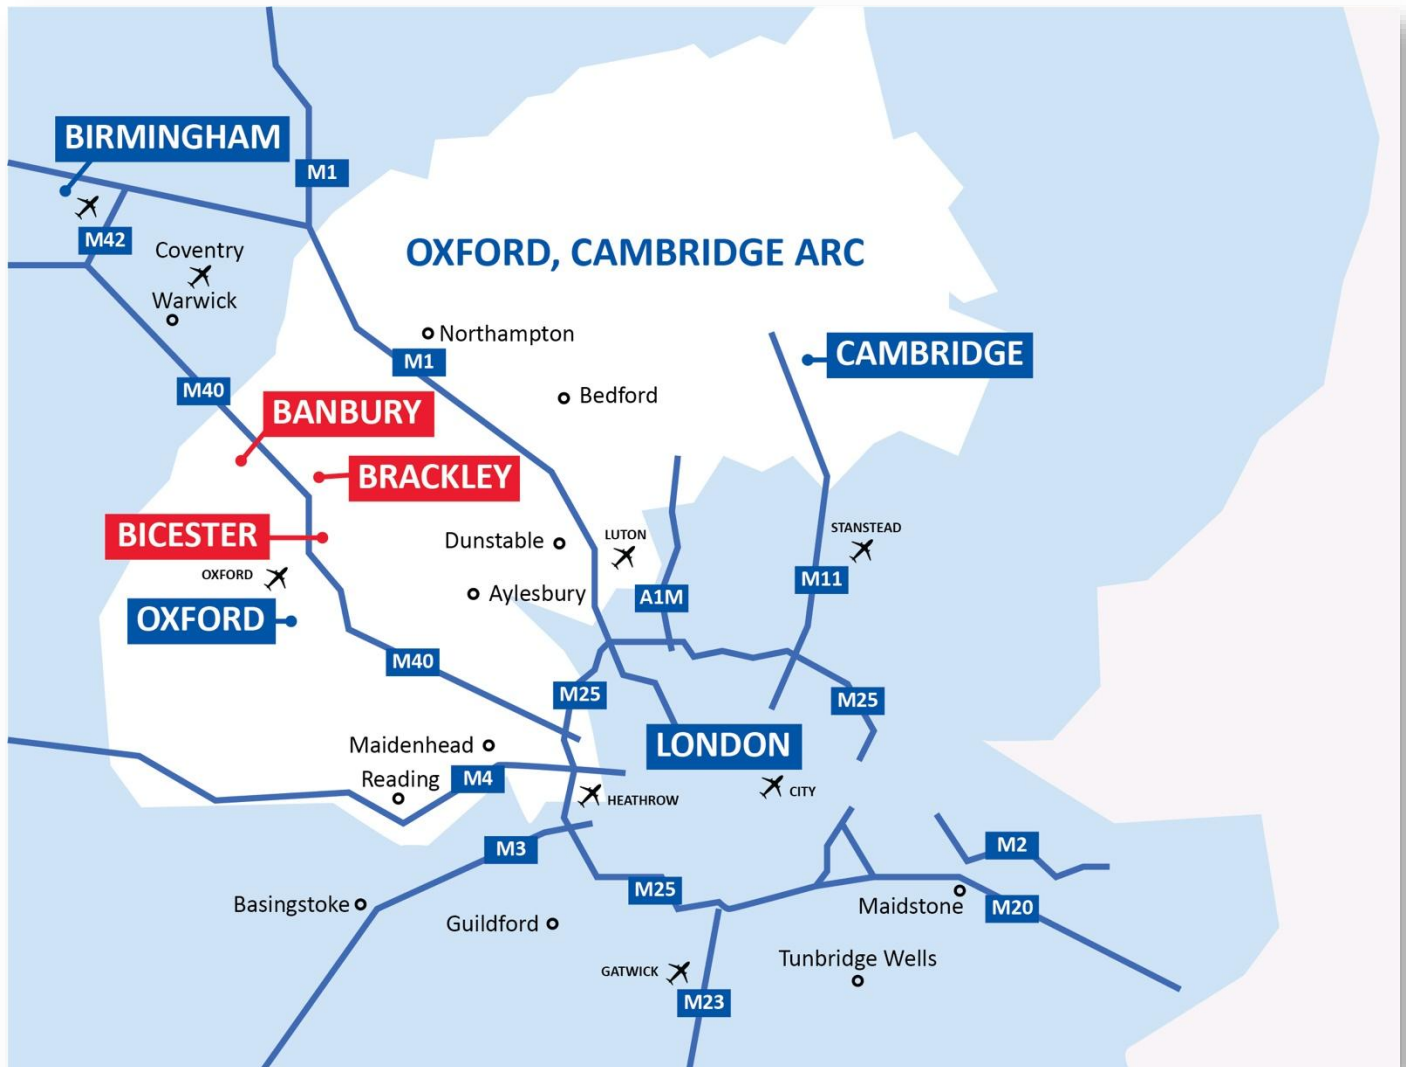 BIRMINGHAM
M1
M42
Coventry
OXFORD, CAMBRIDGE ARC
Warwick
Northampton
CAMBRIDGE
M1
M40
Bedford
BANBURY
BRACKLEY
BICESTER
STANSTEAD
LUTON
Dunstable
OXFORD
M11
Aylesbury
A1M
OXFORD
M40
M25
M25
Maidenhead
LONDON
Reading
M4
HEATHROW
CITY
M3
M2
M25
Basingstoke
Maidstone
M20
Guildford
Tunbridge Wells
GATWICK
M23